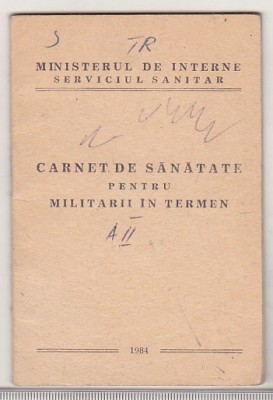 S TR
MINISTERUL DE INTERNE
SERVICIUL SANITAR
CARNET DE SĂNĂTATE
PENTRU
MILITARII ÎN TERMEN
A II
1984